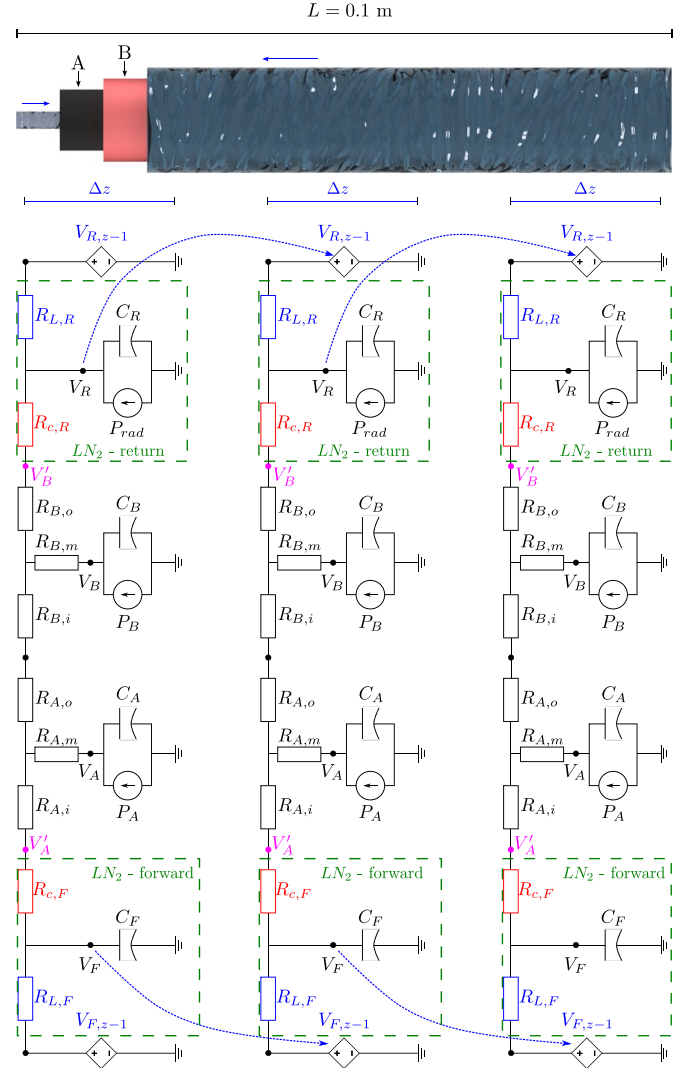 L = 0.1 m
A B
Δz Δz Δz
V_{R,z−1} V_{R,z−1} V_{R,z−1}
R_{L,R} C_R R_{L,R} C_R R_{L,R} C_R
V_R V_R V_R
P_{rad} P_{rad} P_{rad}
R_{c,R} R_{c,R} R_{c,R}
LN_2 - return LN_2 - return LN_2 - return
V'_B V'_B V'_B
R_{B,o} C_B R_{B,o} C_B R_{B,o} C_B
R_{B,m} R_{B,m} R_{B,m}
V_B V_B V_B
R_{B,i} P_B R_{B,i} P_B R_{B,i} P_B
R_{A,o} C_A R_{A,o} C_A R_{A,o} C_A
R_{A,m} R_{A,m} R_{A,m}
V_A V_A V_A
R_{A,i} P_A R_{A,i} P_A R_{A,i} P_A
V'_A V'_A V'_A
LN_2 - forward LN_2 - forward LN_2 - forward
R_{c,F} R_{c,F} R_{c,F}
C_F C_F C_F
V_F V_F V_F
R_{L,F} R_{L,F} R_{L,F}
V_{F,z−1} V_{F,z−1} V_{F,z−1}